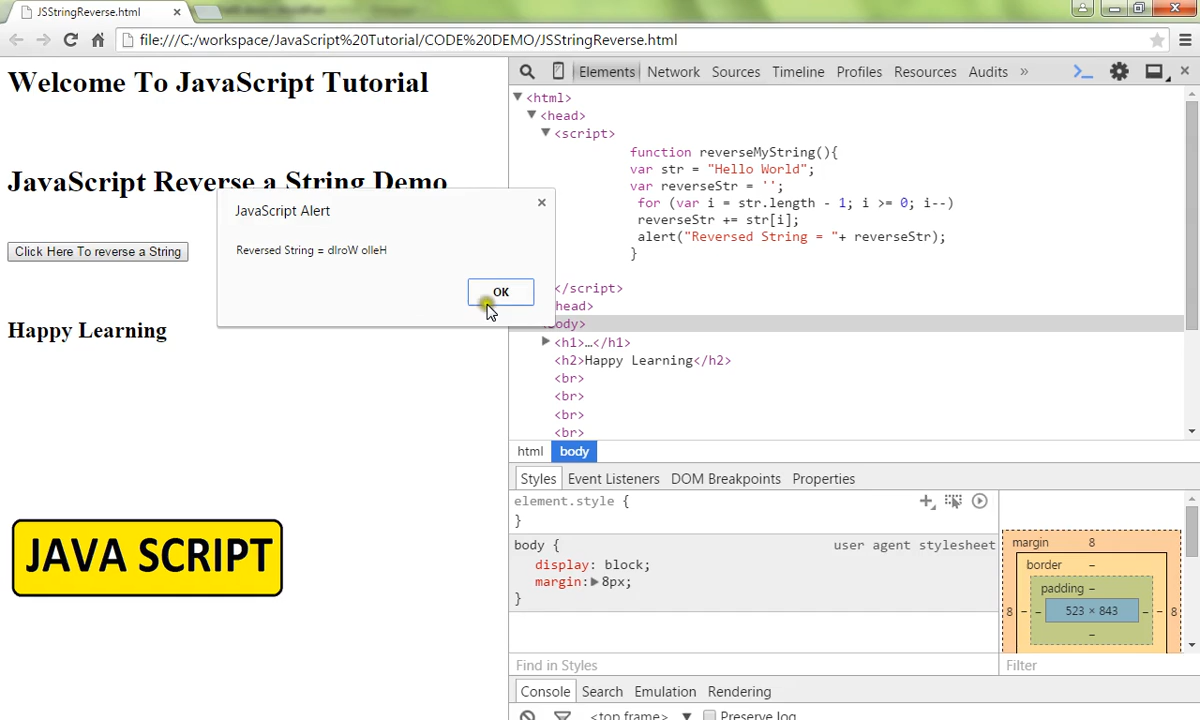 JSStringReverse.html
file:///C:/workspace/JavaScript%20Tutorial/CODE%20DEMO/JSStringReverse.html
Welcome To JavaScript Tutorial
JavaScript Reverse a String Demo
Click Here To reverse a String
Happy Learning
JAVA SCRIPT
JavaScript Alert
Reversed String = dlroW olleH
OK
Elements Network Sources Timeline Profiles Resources Audits »
<html>
<head>
<script>
function reverseMyString(){
var str = "Hello World";
var reverseStr = '';
for (var i = str.length - 1; i >= 0; i--)
reverseStr += str[i];
alert("Reversed String = "+ reverseStr);
}
</script>
head>
body>
<h1>…</h1>
<h2>Happy Learning</h2>
<br>
<br>
<br>
<br>
html body
Styles Event Listeners DOM Breakpoints Properties
element.style {
}
body { user agent stylesheet
display: block;
margin: 8px;
}
margin 8
border –
padding –
8 – – 523 × 843 – – 8
–
Find in Styles
Filter
Console Search Emulation Rendering
<top frame> Preserve log